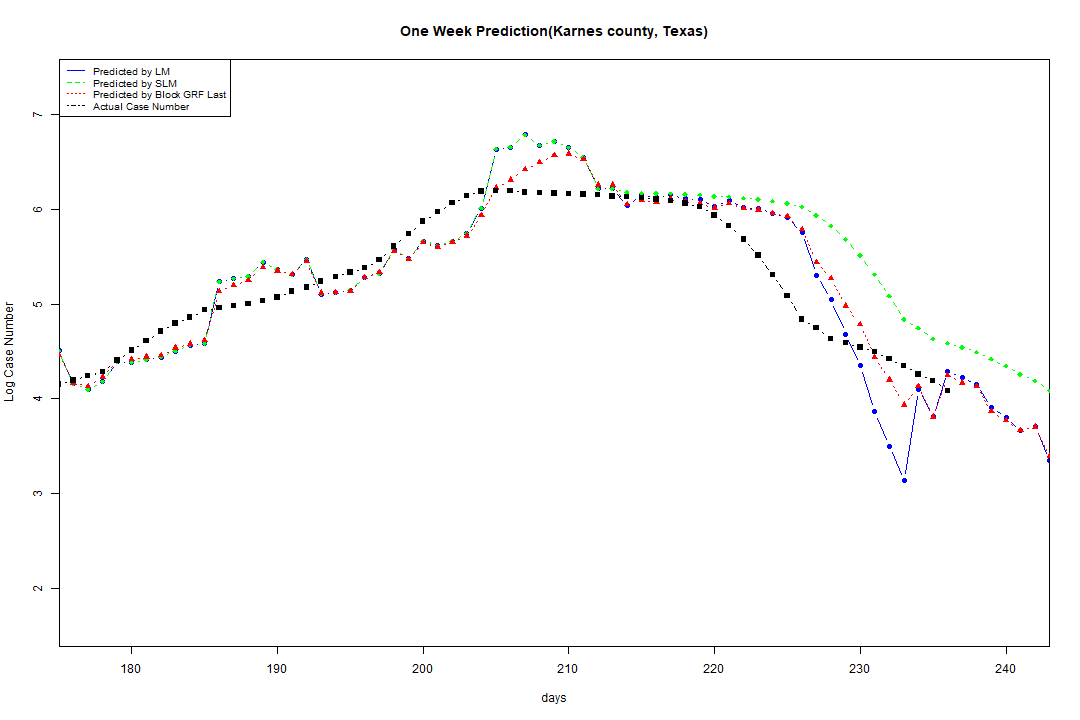 One Week Prediction(Karnes county, Texas)
Predicted by LM
Predicted by SLM
Predicted by Block GRF Last
Actual Case Number
7
6
5
4
3
2
Log Case Number
180 190 200 210 220 230 240
days